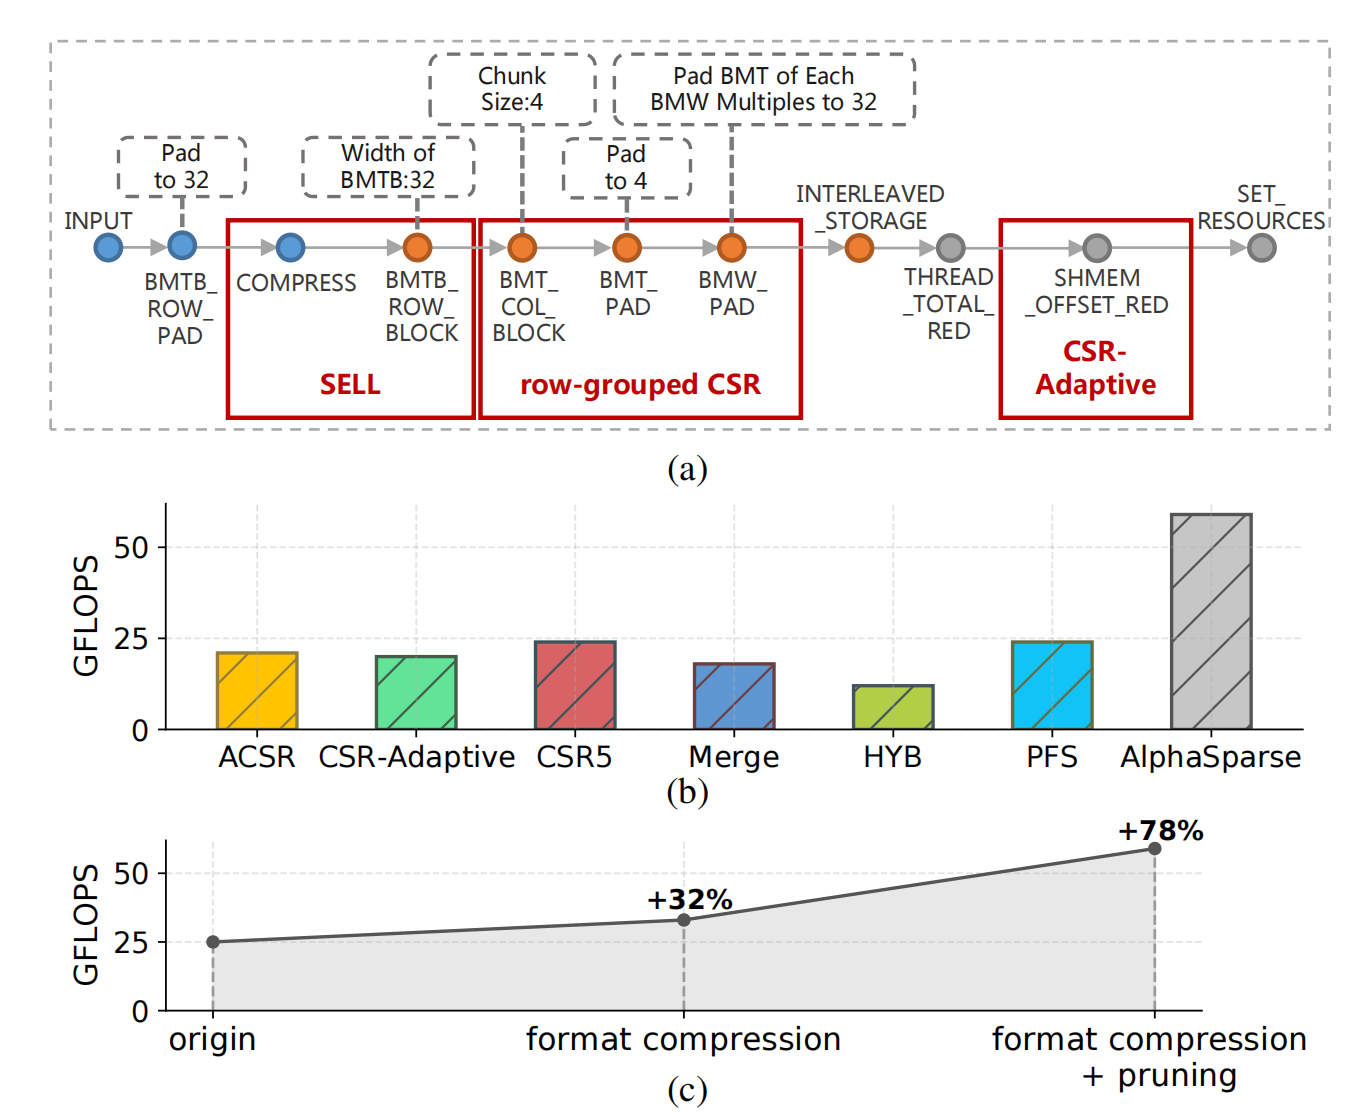 Chunk
Size:4
Pad BMT of Each
BMW Multiples to 32
Pad
to 32
Width of
BMTB:32
Pad
to 4
INPUT
INTERLEAVED
_STORAGE
SET_
RESOURCES
BMTB_
ROW_
PAD
COMPRESS
BMTB_
ROW_
BLOCK
BMT_
COL_
BLOCK
BMT_
PAD
BMW_
PAD
THREAD
_TOTAL_
RED
SHMEM
_OFFSET_RED
SELL
row-grouped CSR
CSR-
Adaptive
(a)
GFLOPS
50
25
0
ACSR
CSR-Adaptive
CSR5
Merge
HYB
PFS
AlphaSparse
(b)
GFLOPS
50
25
0
+32%
+78%
origin
format compression
format compression
+ pruning
(c)